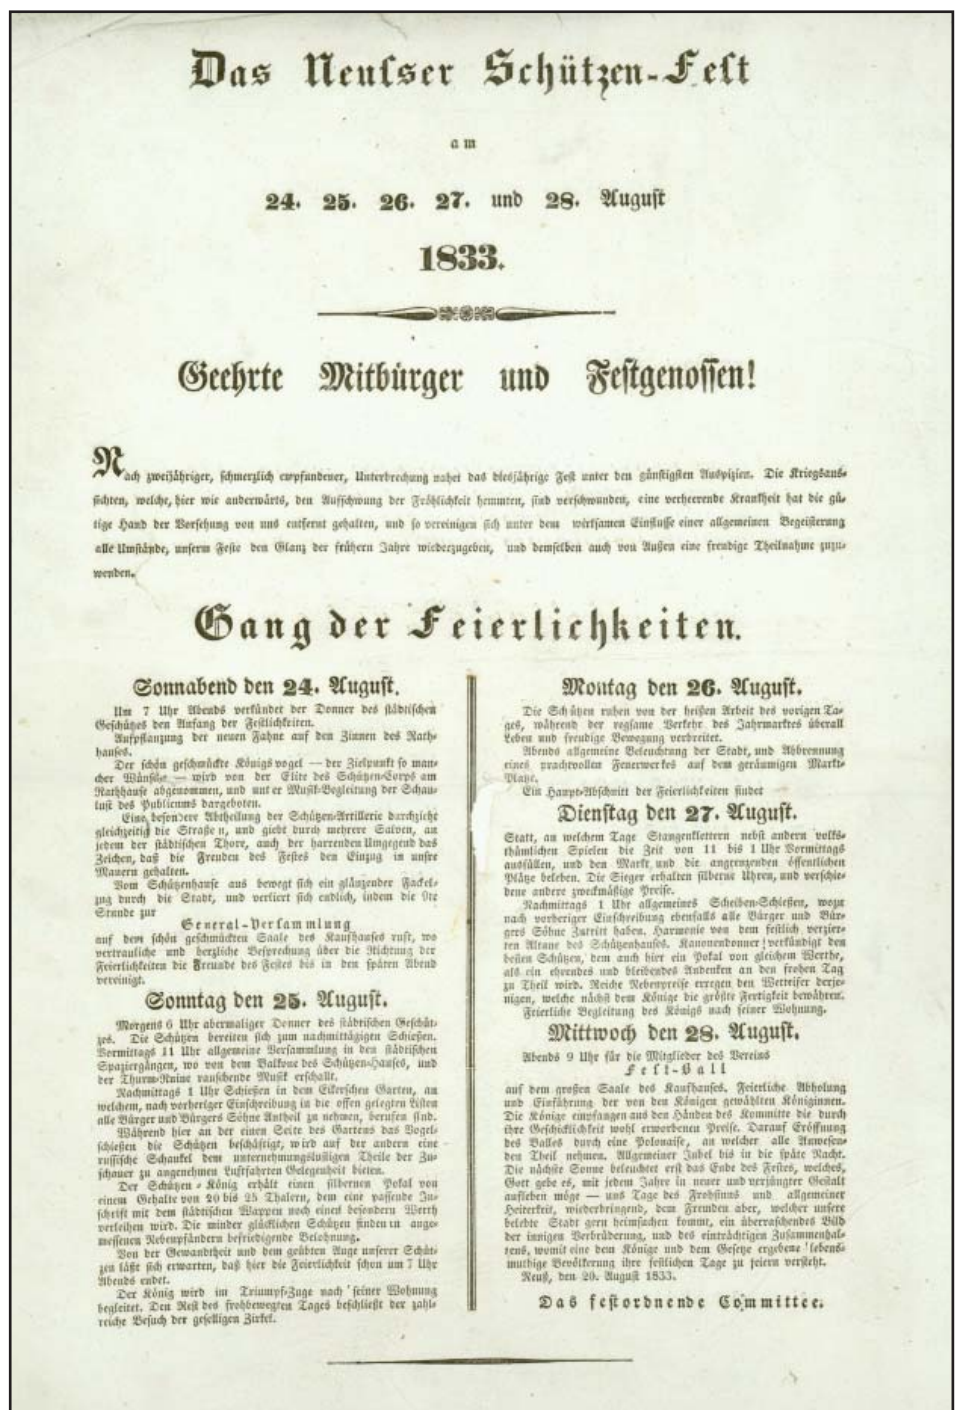 Das Neusser Schützen-Fest
am
24. 25. 26. 27. und 28. August
1833.
Geehrte Mitbürger und Festgenossen!
Nach zweijähriger, schmerzlich empfundener, Unterbrechung nahet das diesjährige Fest unter den günstigsten Auspizien. Die Kriegsaus-
sichten, welche, hier wie anderwärts, den Aufschwung der Fröhlichkeit hemmten, sind verschwunden, eine verheerende Krankheit hat die gü-
tige Hand der Vorsehung von uns entfernt gehalten, und so vereinigen sich unter dem wirksamen Einflusse einer allgemeinen Begeisterung
alle Umstände, unserm Feste den Glanz der frühern Jahre wiederzugeben, und demselben auch von Außen eine freudige Theilnahme zuzu-
wenden.
Gang der Feierlichkeiten.
Sonnabend den 24. August.
Um 7 Uhr Abends verkündet der Donner des städtischen
Geschützes den Anfang der Festlichkeiten.
Aufpflanzung der neuen Fahne auf den Zinnen des Rath-
hauses.
Der schön geschmückte Königsvogel — der Zielpunkt so man-
cher Wünsche — wird von der Elite des Schützen-Corps am
Rathhause abgenommen, und unter Musik-Begleitung der Schau-
lust des Publicums dargeboten.
Eine besondere Abtheilung der Schützen-Artillerie durchzieht
gleichzeitig die Straßen, und giebt durch mehrere Salven, an
jedem der städtischen Thore, auch der harrenden Umgegend das
Zeichen, daß die Freuden des Festes den Einzug in unsre
Mauern gehalten.
Vom Schützenhause aus bewegt sich ein glänzender Fackel-
zug durch die Stadt, und verliert sich endlich, indem die 9te
Stunde zur
General-Versammlung
auf dem schön geschmückten Saale des Kaufhauses ruft, wo
vertrauliche und herzliche Besprechung über die Richtung der
Feierlichkeiten die Freunde des Festes bis in den späten Abend
vereinigt.
Sonntag den 25. August.
Morgens 6 Uhr abermaliger Donner des städtischen Geschüt-
zes. Die Schützen bereiten sich zum nachmittägigen Schießen.
Vormittags 11 Uhr allgemeine Versammlung in den städtischen
Spaziergängen, wo von dem Balkone des Schützen-Hauses, und
der Thurm-Ruine rauschende Musik erschallt.
Nachmittags 1 Uhr Schießen in dem Eikerschen Garten, an
welchem, nach vorheriger Einschreibung in die offen gelegten Listen
alle Bürger und Bürgers Söhne Antheil zu nehmen, berufen sind.
Während hier an der einen Seite des Gartens das Vogel-
schießen die Schützen beschäftigt, wird auf der andern eine
russische Schaukel dem unternehmungslustigen Theile der Zu-
schauer zu angenehmen Luftfahrten Gelegenheit bieten.
Der Schützen-König erhält einen silbernen Pokal von
einem Gehalte von 20 bis 25 Thalern, dem eine passende In-
schrift mit dem städtischen Wappen noch einen besondern Werth
verleihen wird. Die minder glücklichen Schützen finden in ange-
messenen Nebenpfändern befriedigende Belohnung.
Von der Gewandtheit und dem geübten Auge unserer Schüt-
zen läßt sich erwarten, daß hier die Feierlichkeit schon um 7 Uhr
Abends endet.
Der König wird im Triumpf-Zuge nach seiner Wohnung
begleitet. Den Rest des frohbewegten Tages beschließt der zahl-
reiche Besuch der geselligen Zirkel.
Montag den 26. August.
Die Schützen ruhen von der heißen Arbeit des vorigen Ta-
ges, während der regsame Verkehr des Jahrmarktes überall
Leben und freudige Bewegung verbreitet.
Abends allgemeine Beleuchtung der Stadt, und Abbrennung
eines prachtvollen Feuerwerkes auf dem geräumigen Markt-
Platze.
Ein Haupt-Abschnitt der Feierlichkeiten findet
Dienstag den 27. August.
Statt, an welchem Tage Stangenklettern nebst andern volks-
thümlichen Spielen die Zeit von 11 bis 1 Uhr Vormittags
ausfüllen, und den Markt und die angrenzenden öffentlichen
Plätze beleben. Die Sieger erhalten silberne Uhren, und verschie-
dene andere zweckmäßige Preise.
Nachmittags 1 Uhr allgemeines Scheiben-Schießen, wozu
nach vorheriger Einschreibung ebenfalls alle Bürger und Bür-
gers Söhne Zutritt haben. Harmonie von dem festlich verzier-
ten Altane des Schützenhauses. Kanonendonner verkündigt den
besten Schützen, dem auch hier ein Pokal von gleichem Werthe,
als ein ehrendes und bleibendes Andenken an den frohen Tag
zu Theil wird. Reiche Nebenpreise erregen den Wetteifer derje-
nigen, welche nächst dem Könige die größte Fertigkeit bewähren.
Feierliche Begleitung des Königs nach seiner Wohnung.
Mittwoch den 28. August.
Abends 9 Uhr für die Mitglieder des Vereins
Fest-Ball
auf dem großen Saale des Kaufhauses. Feierliche Abholung
und Einführung der von den Königen gewählten Königinnen.
Die Könige empfangen aus den Händen des Kommitte die durch
ihre Geschicklichkeit wohl erworbenen Preise. Darauf Eröffnung
des Balles durch eine Polonaise, an welcher alle Anwesen-
den Theil nehmen. Allgemeiner Jubel bis in die späte Nacht.
Die nächste Sonne beleuchtet erst das Ende des Festes, welches,
Gott gebe es, mit jedem Jahre in neuer und verjüngter Gestalt
aufleben möge — uns Tage des Frohsinns und allgemeiner
Heiterkeit, wiederbringend, dem Fremden aber, welcher unsere
belebte Stadt gern heimsuchen kommt, ein überraschendes Bild
der innigen Verbrüderung, und des einträchtigen Zusammenhal-
tens, womit eine dem Könige und dem Gesetze ergebene lebens-
muthige Bevölkerung ihre festlichen Tage zu feiern versteht.
Neuß, den 20. August 1833.
Das festordnende Committee.